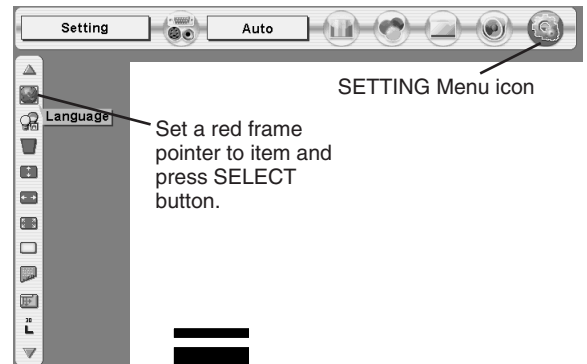 Setting
Auto
SETTING Menu icon
Language
Set a red frame
pointer to item and
press SELECT
button.